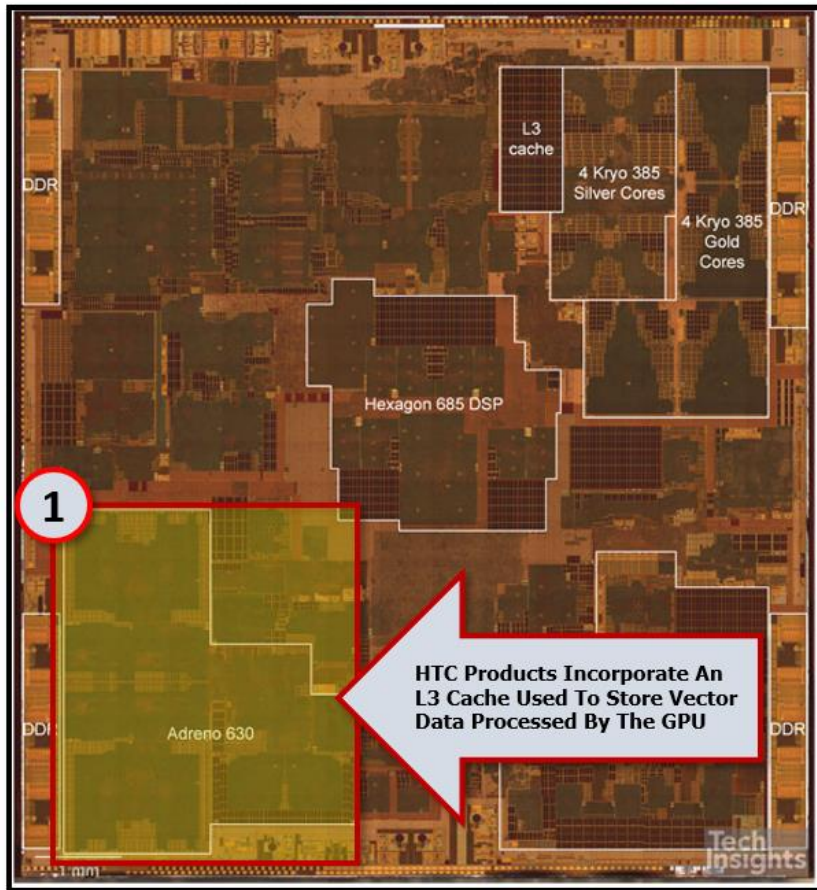 L3
cache
4 Kryo 385
Silver Cores
4 Kryo 385
Gold
Cores
DDR
DDR
Hexagon 685 DSP
1
HTC Products Incorporate An
L3 Cache Used To Store Vector
Data Processed By The GPU
Adreno 630
DDR
DDR
Tech
Insights